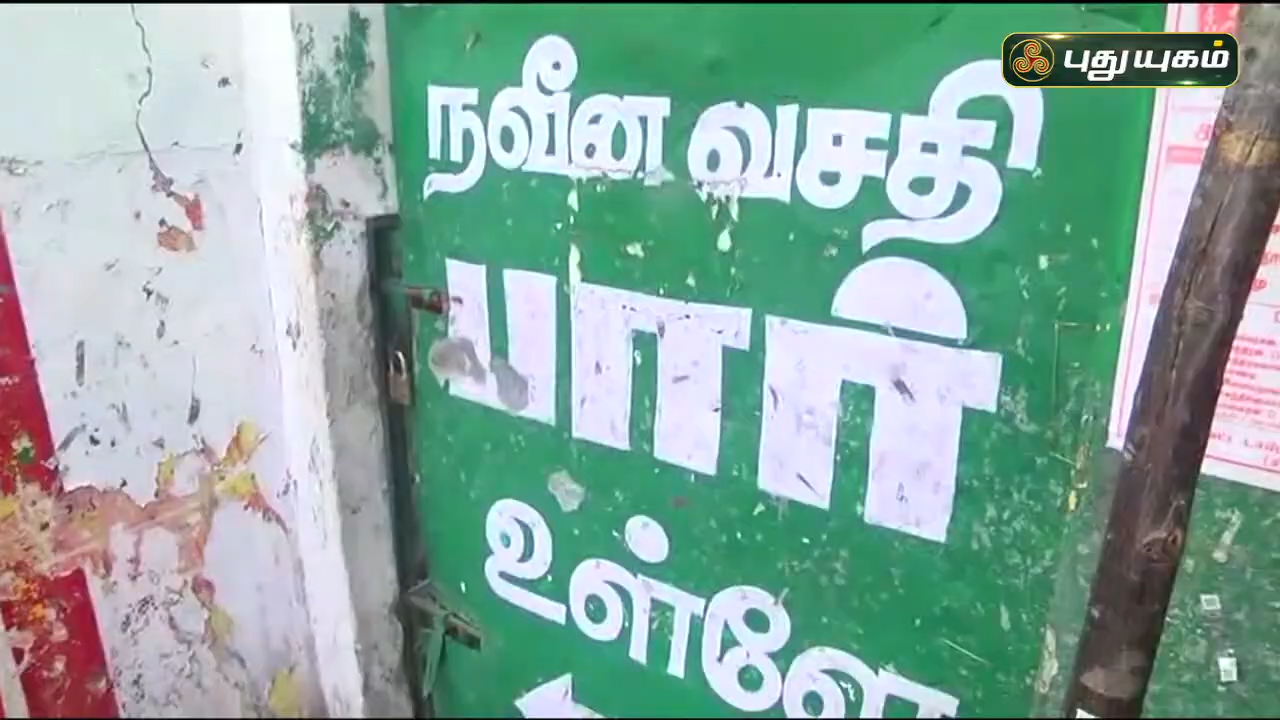 புதுயுகம்
நவீன வசதி
பார்
உள்ளே